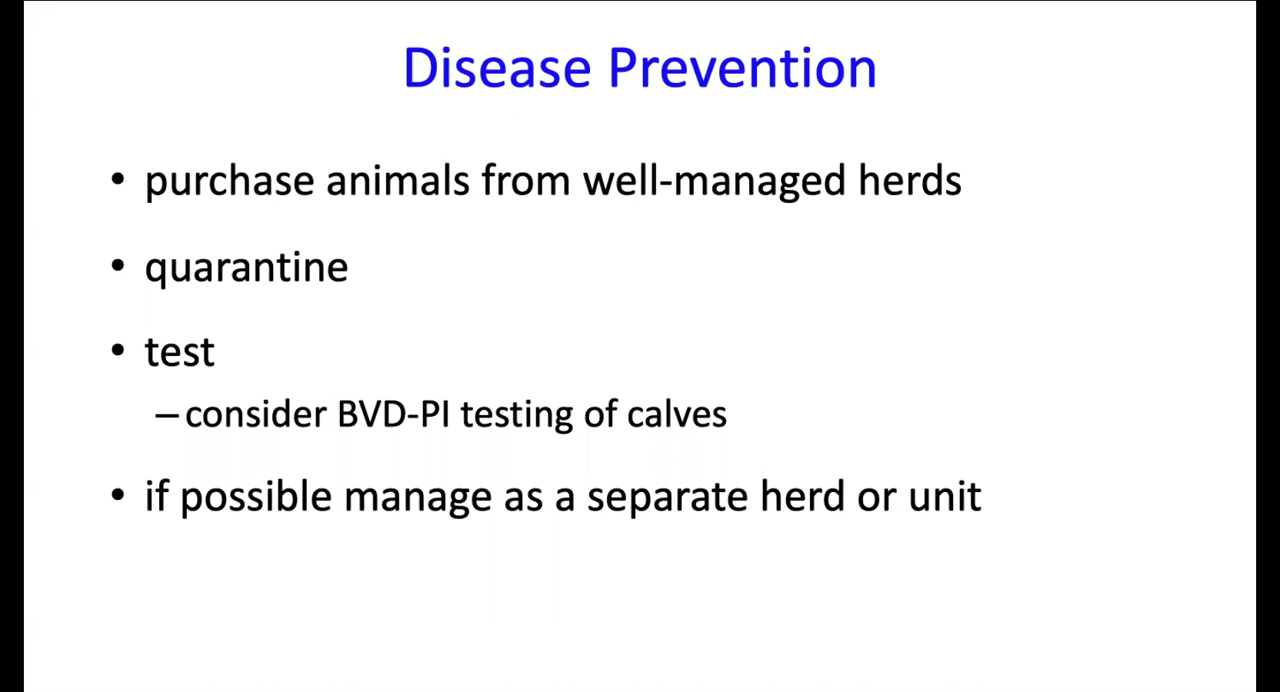 Disease Prevention
• purchase animals from well-managed herds
• quarantine
• test
– consider BVD-PI testing of calves
• if possible manage as a separate herd or unit